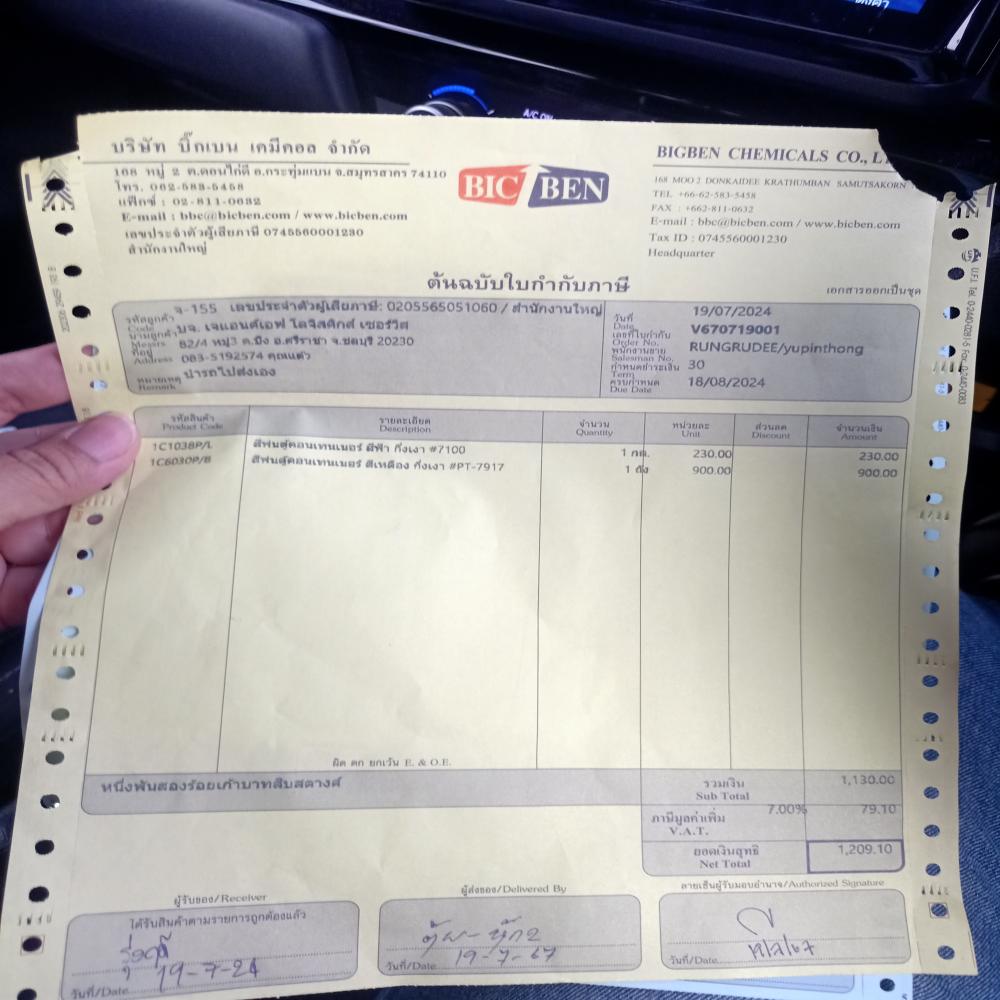 บริษัท บิ๊กเบน เคมีคอล จำกัด
168 หมู่ 2 ต.ดอนไก่ดี อ.กระทุ่มแบน จ.สมุทรสาคร 74110
โทร. 062-583-5458
แฟ็กซ์ : 02-811-0632
E-mail : bbc@bicben.com / www.bicben.com
เลขประจำตัวผู้เสียภาษี 0745560001230
สำนักงานใหญ่
BIC BEN
BIGBEN CHEMICALS CO.,
168 MOO 2 DONKAIDEE KRATHUMBAN SAMUTSAKORN
TEL. +66-62-583-5458
FAX : +662-811-0632
E-mail : bbc@bicben.com / www.bicben.com
Tax ID : 0745560001230
Headquarter
ต้นฉบับใบกำกับภาษี
เอกสารออกเป็นชุด
รหัสลูกค้า จ-155 เลขประจำตัวผู้เสียภาษี: 0205565051060 / สำนักงานใหญ่
Code
นามลูกค้า บจ. เจแอนด์เอฟ โลจิสติกส์ เซอร์วิส
Messrs
ที่อยู่ 82/4 หมู่3 ต.บึง อ.ศรีราชา จ.ชลบุรี 20230
Address 083-5192574 คุณแต๋ว
หมายเหตุ นำรถไปส่งเอง
Remark
วันที่ 19/07/2024
Date
เลขที่ใบกำกับ V670719001
Order No.
พนักงานขาย RUNGRUDEE/yupinthong
Salesman No.
กำหนดชำระเงิน 30
Term
ครบกำหนด 18/08/2024
Due Date
รหัสสินค้า รายละเอียด จำนวน หน่วยละ ส่วนลด จำนวนเงิน
Product Code Description Quantity Unit Discount Amount
1C1038P/L สีพ่นตู้คอนเทนเนอร์ สีฟ้า กึ่งเงา #7100 1 กล. 230.00 230.00
1C6030P/B สีพ่นตู้คอนเทนเนอร์ สีเหลือง กึ่งเงา #PT-7917 1 ถัง 900.00 900.00
ผิด ตก ยกเว้น E. & O.E.
หนึ่งพันสองร้อยเก้าบาทสิบสตางค์
รวมเงิน 1,130.00
Sub Total
ภาษีมูลค่าเพิ่ม 7.00% 79.10
V.A.T.
ยอดเงินสุทธิ 1,209.10
Net Total
ผู้รับของ/Receiver
ได้รับสินค้าตามรายการถูกต้องแล้ว
วันที่/Date 19-7-24
ผู้ส่งของ/Delivered By
วันที่/Date 19-7-67
ลายเซ็นผู้รับมอบอำนาจ/Authorized Signature
วันที่/Date